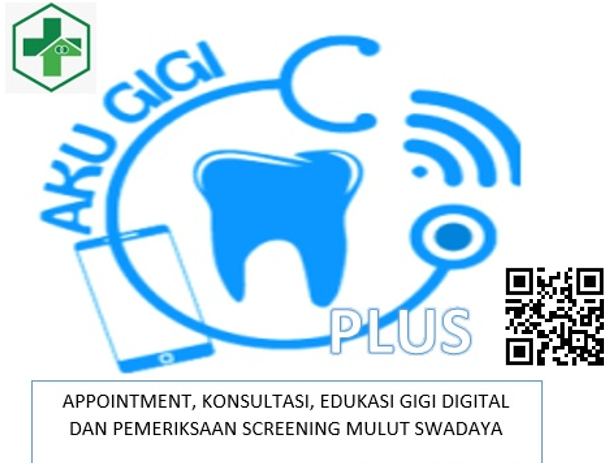 AKU GIGI
PLUS
APPOINTMENT, KONSULTASI, EDUKASI GIGI DIGITAL
DAN PEMERIKSAAN SCREENING MULUT SWADAYA